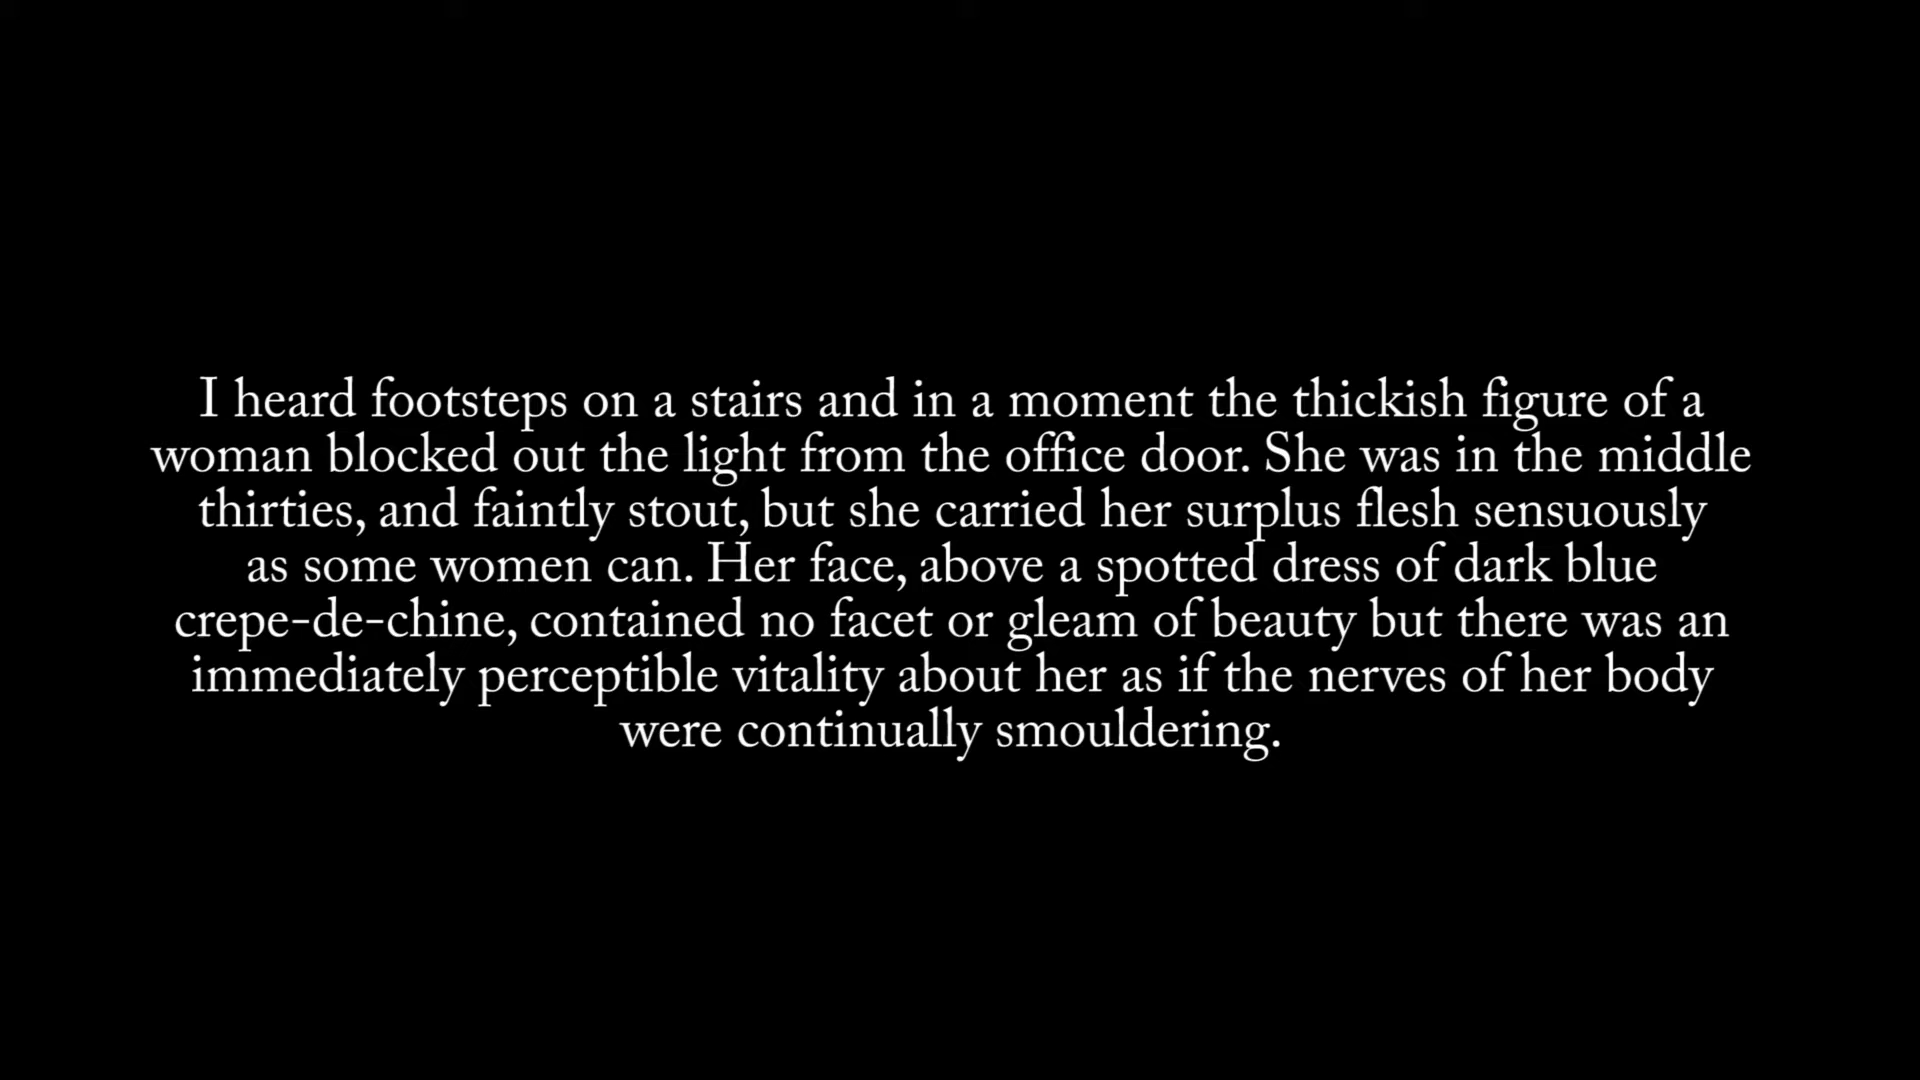 I heard footsteps on a stairs and in a moment the thickish figure of a
woman blocked out the light from the office door. She was in the middle
thirties, and faintly stout, but she carried her surplus flesh sensuously
as some women can. Her face, above a spotted dress of dark blue
crepe-de-chine, contained no facet or gleam of beauty but there was an
immediately perceptible vitality about her as if the nerves of her body
were continually smouldering.